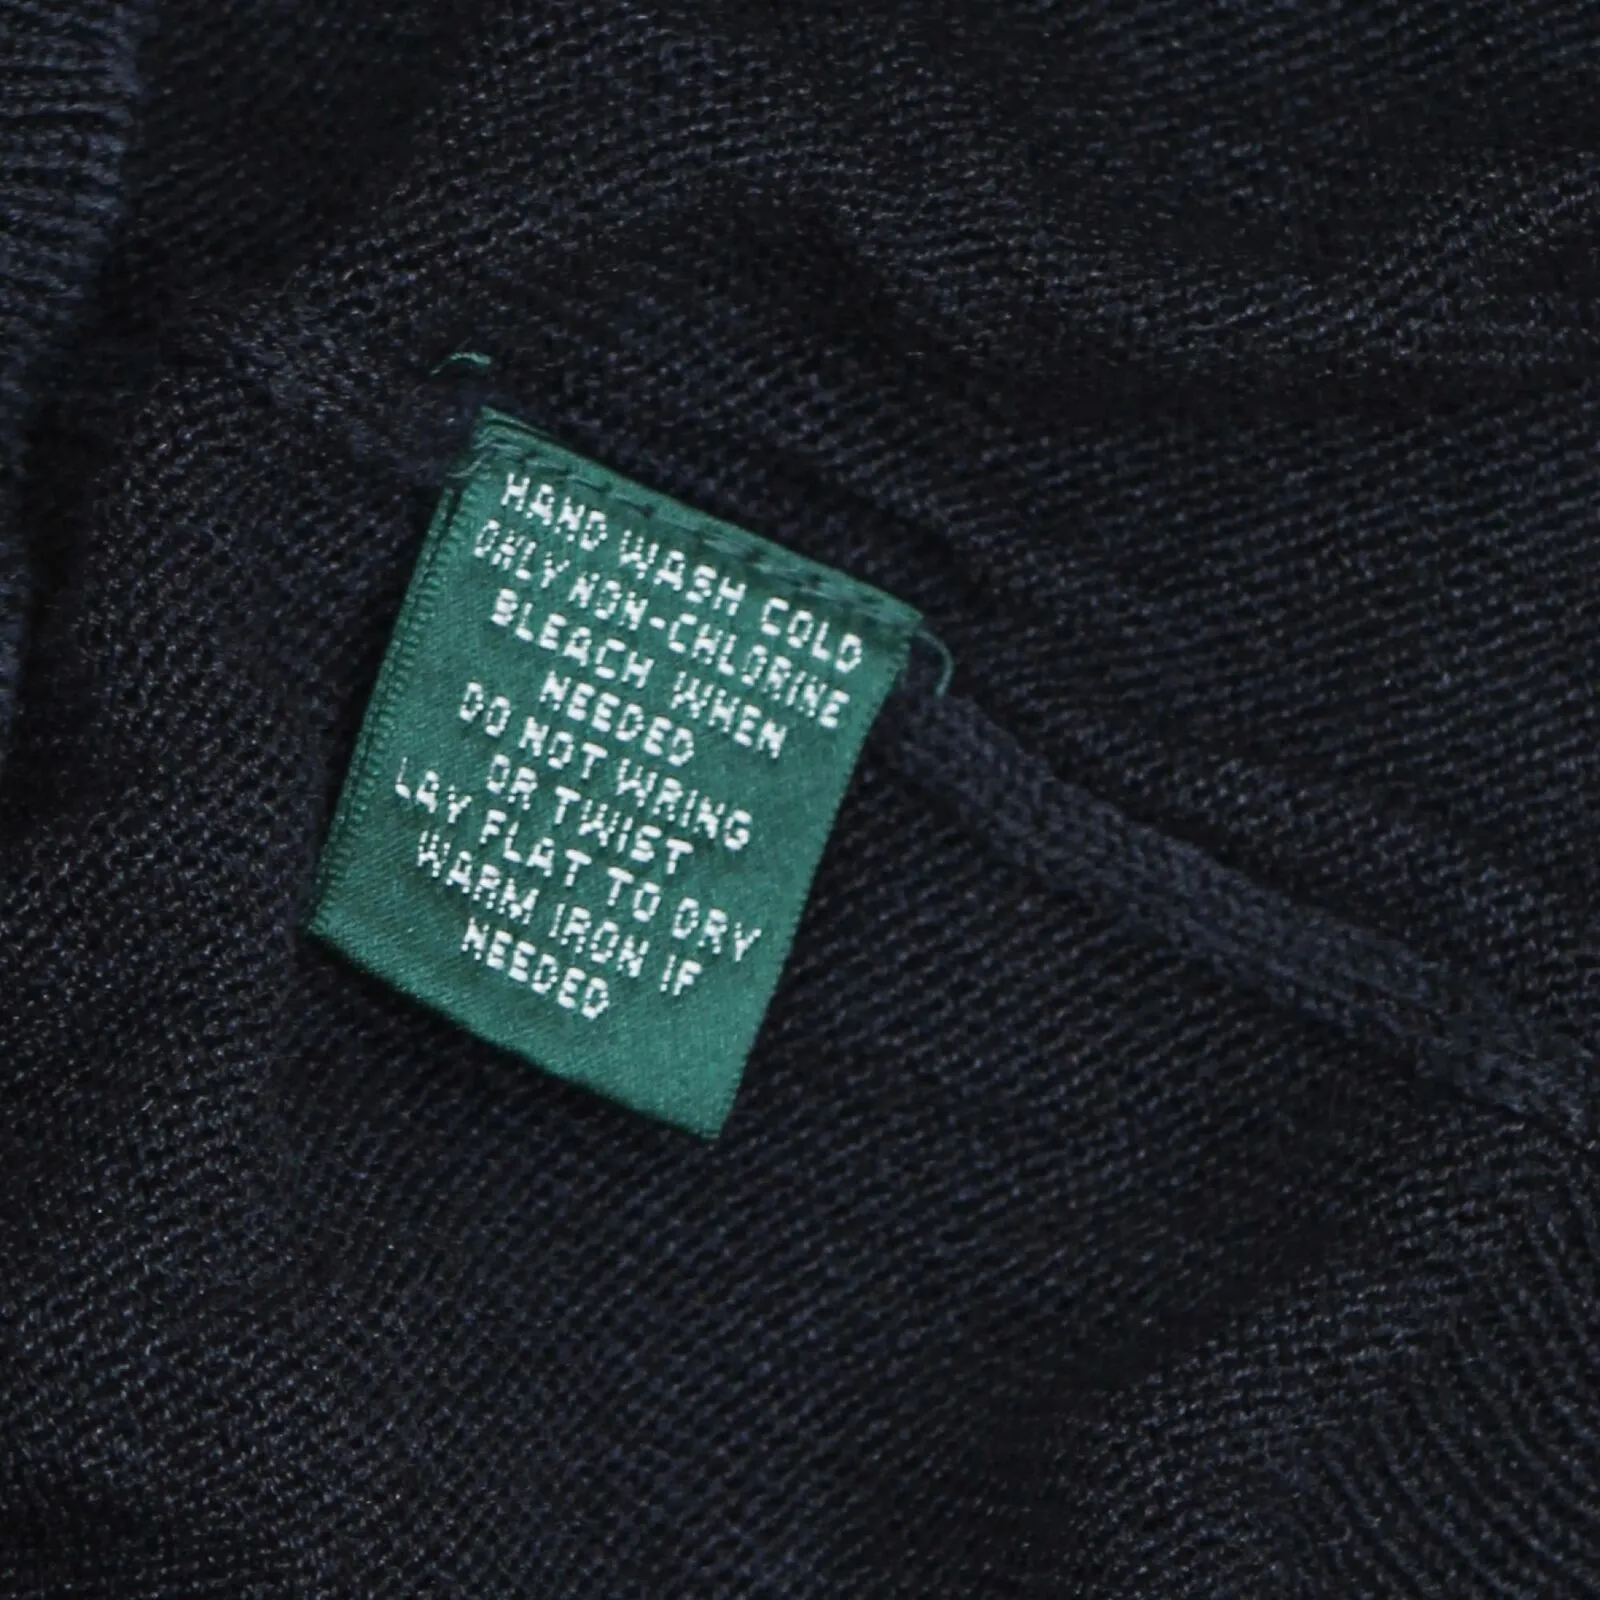 HAND WASH COLD
ONLY NON-CHLORINE
BLEACH WHEN
NEEDED
DO NOT WRING
OR TWIST
LAY FLAT TO DRY
WARM IRON IF
NEEDED